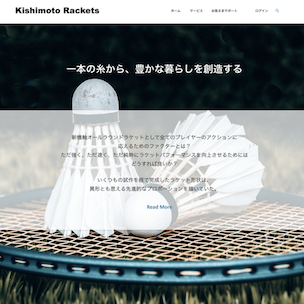 Kishimoto Rackets
ホーム サービス お客さまサポート ログイン
一本の糸から、豊かな暮らしを創造する
新機軸オールラウンドラケットとして全てのプレイヤーのアクションに
応えるためのファクターとは？
ただ強く、ただ速く、ただ純粋にラケットパフォーマンスを向上させるためには
どうすれば良いか？
いくつもの試作を経て完成したラケット形状は、
異形とも思える先進的なプロポーションを描いていた。
Read More